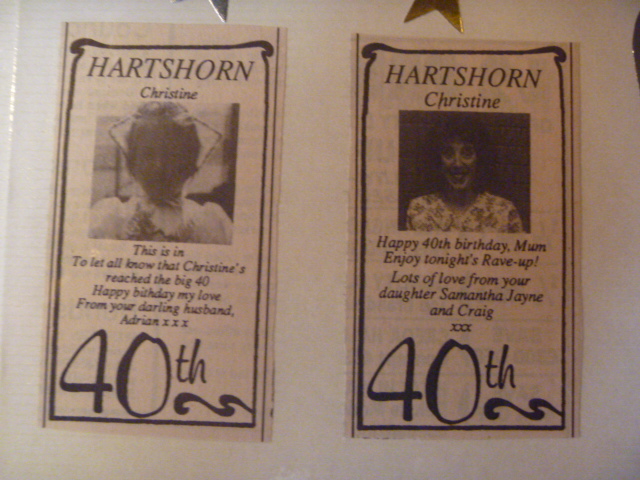 HARTSHORN
Christine
This is in
To let all know that Christine's
reached the big 40
Happy bithday my love
From your darling husband,
Adrian x x x
40th
HARTSHORN
Christine
Happy 40th birthday, Mum
Enjoy tonight's Rave-up!
Lots of love from your
daughter Samantha Jayne
and Craig
xxx
40th